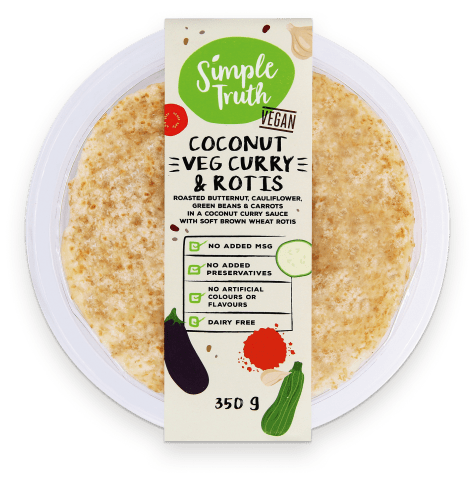 Simple
Truth
VEGAN
COCONUT
VEG CURRY
& ROTIS
ROASTED BUTTERNUT, CAULIFLOWER,
GREEN BEANS & CARROTS
IN A COCONUT CURRY SAUCE
WITH SOFT BROWN WHEAT ROTIS
NO ADDED MSG
NO ADDED
PRESERVATIVES
NO ARTIFICIAL
COLOURS OR
FLAVOURS
DAIRY FREE
350 g